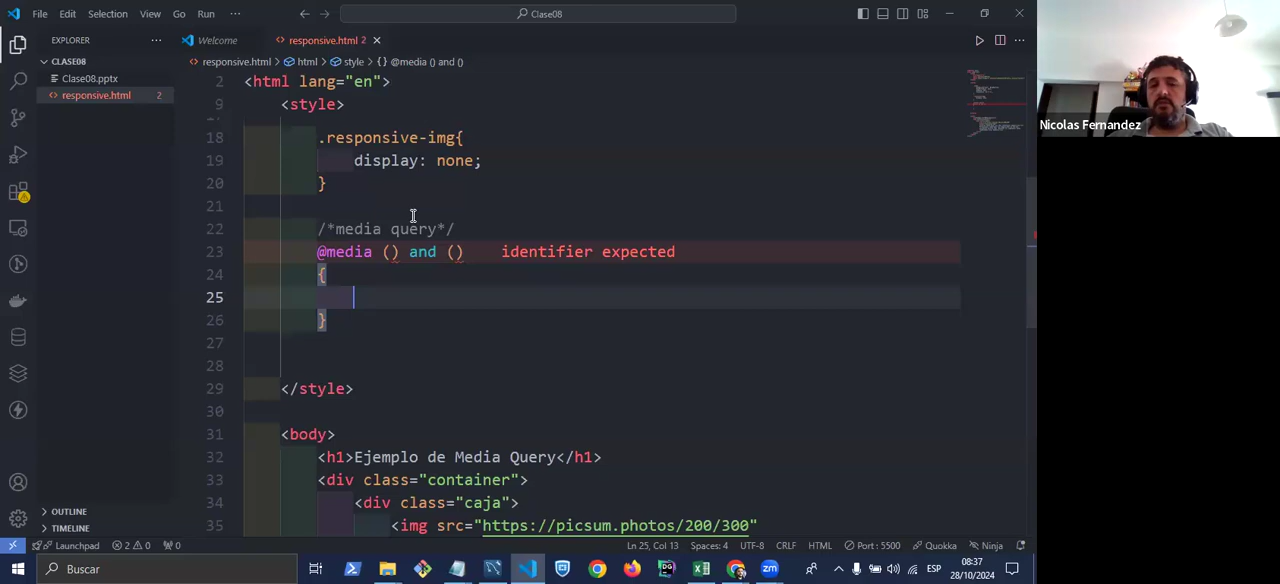 File Edit Selection View Go Run ··· Clase08
EXPLORER ··· Welcome responsive.html 2
CLASE08 responsive.html > html > style > {} @media () and ()
Clase08.pptx
responsive.html 2
2 <html lang="en">
9 <style>
18 .responsive-img{
19 display: none;
20 }
21
22 /*media query*/
23 @media () and () identifier expected
24 {
25
26 }
27
28
29 </style>
30
31 <body>
32 <h1>Ejemplo de Media Query</h1>
33 <div class="container">
34 <div class="caja">
35 <img src="https://picsum.photos/200/300"
OUTLINE
TIMELINE
Launchpad 2 0 0 Ln 25, Col 13 Spaces: 4 UTF-8 CRLF HTML Port : 5500 Quokka Ninja
Buscar ESP 08:37
28/10/2024
Nicolas Fernandez